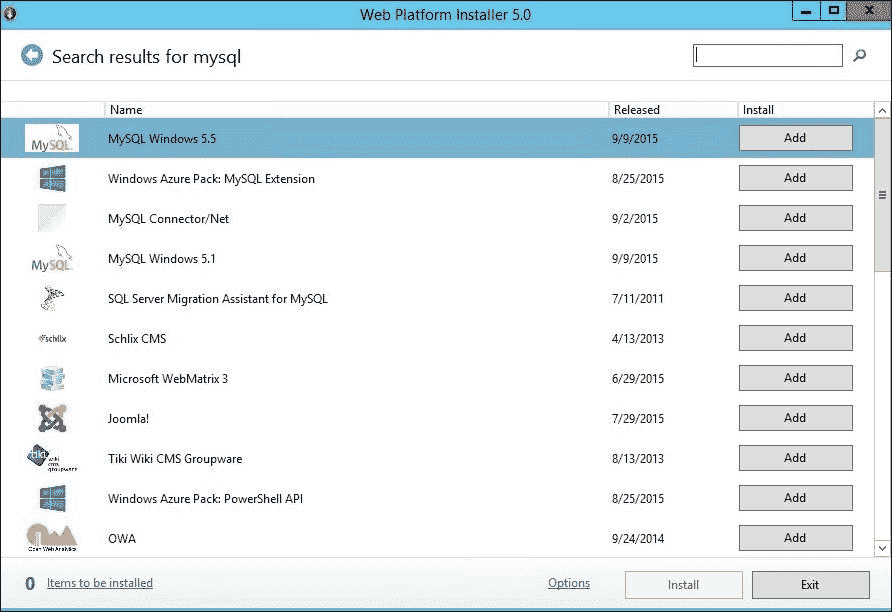 Web Platform Installer 5.0
Search results for mysql
Name Released Install
MySQL MySQL Windows 5.5 9/9/2015 Add
Windows Azure Pack: MySQL Extension 8/25/2015 Add
MySQL Connector/Net 9/2/2015 Add
MySQL MySQL Windows 5.1 9/9/2015 Add
SQL Server Migration Assistant for MySQL 7/11/2011 Add
schlix Schlix CMS 4/13/2013 Add
Microsoft WebMatrix 3 6/29/2015 Add
Joomla! 7/29/2015 Add
tiki wiki cms groupware Tiki Wiki CMS Groupware 8/13/2013 Add
Windows Azure Pack: PowerShell API 8/25/2015 Add
Open Web Analytics OWA 9/24/2014 Add
0 Items to be installed Options Install Exit